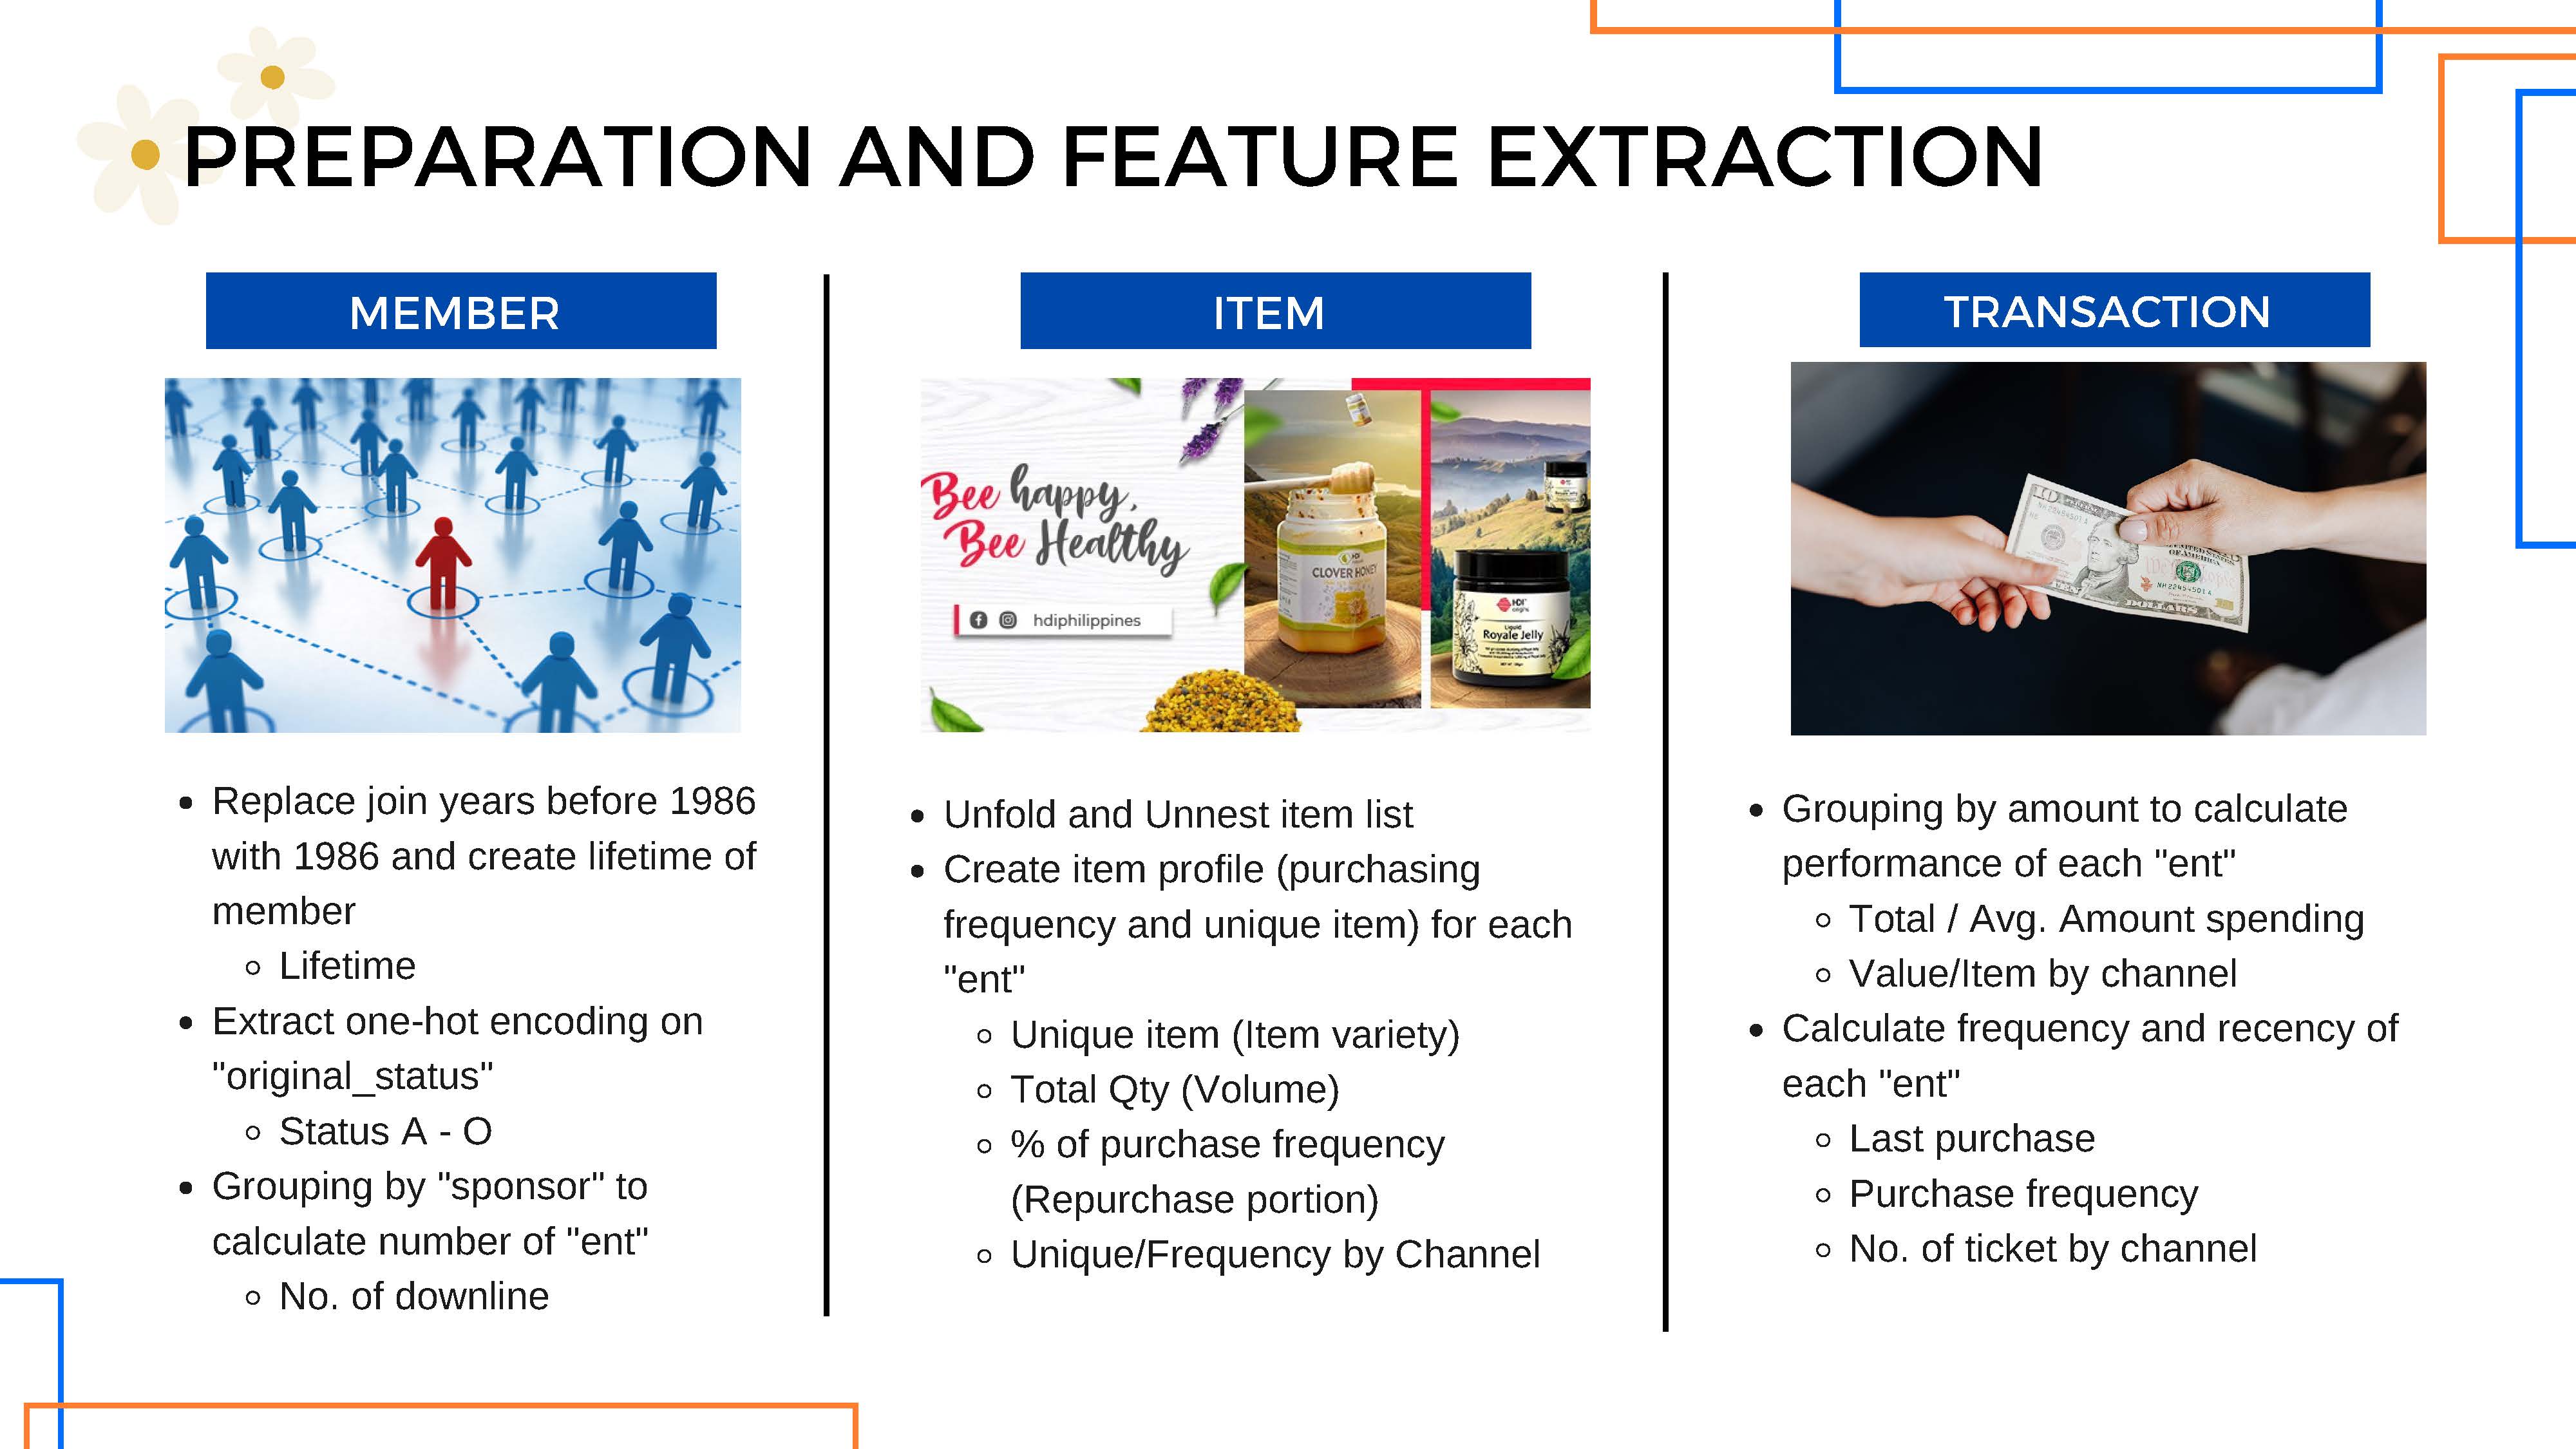 PREPARATION AND FEATURE EXTRACTION
MEMBER
• Replace join years before 1986
with 1986 and create lifetime of
member
◦ Lifetime
• Extract one-hot encoding on
"original_status"
◦ Status A - O
• Grouping by "sponsor" to
calculate number of "ent"
◦ No. of downline
ITEM
Bee happy,
Bee Healthy
hdiphilippines
HDI
CLOVER HONEY
HDI
origins
Liquid
Royale Jelly
• Unfold and Unnest item list
• Create item profile (purchasing
frequency and unique item) for each
"ent"
◦ Unique item (Item variety)
◦ Total Qty (Volume)
◦ % of purchase frequency
(Repurchase portion)
◦ Unique/Frequency by Channel
TRANSACTION
• Grouping by amount to calculate
performance of each "ent"
◦ Total / Avg. Amount spending
◦ Value/Item by channel
• Calculate frequency and recency of
each "ent"
◦ Last purchase
◦ Purchase frequency
◦ No. of ticket by channel